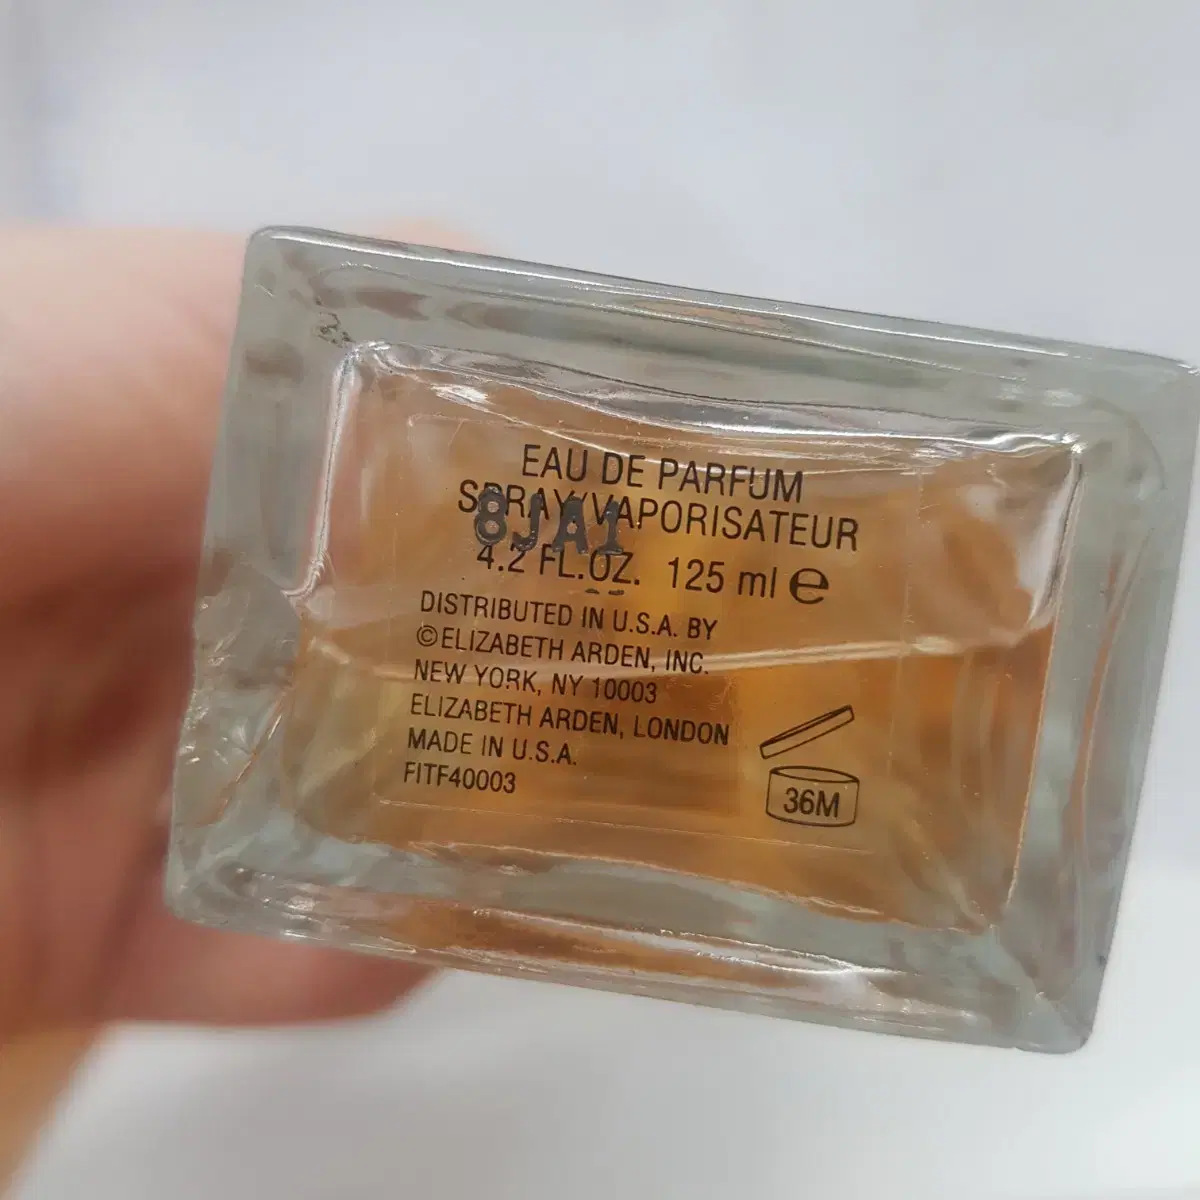 EAU DE PARFUM
SPRAY/VAPORISATEUR
8JA1
4.2 FL.OZ. 125 ml e
DISTRIBUTED IN U.S.A. BY
©ELIZABETH ARDEN, INC.
NEW YORK, NY 10003
ELIZABETH ARDEN, LONDON
MADE IN U.S.A.
FITF40003
36M